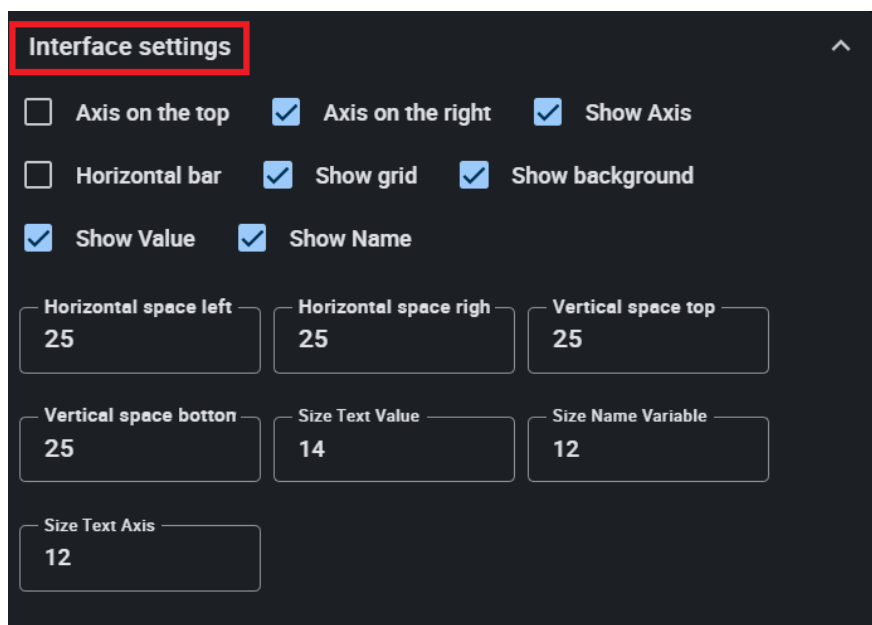 Interface settings
Axis on the top Axis on the right Show Axis
Horizontal bar Show grid Show background
Show Value Show Name
Horizontal space left Horizontal space righ Vertical space top
25 25 25
Vertical space botton Size Text Value Size Name Variable
25 14 12
Size Text Axis
12